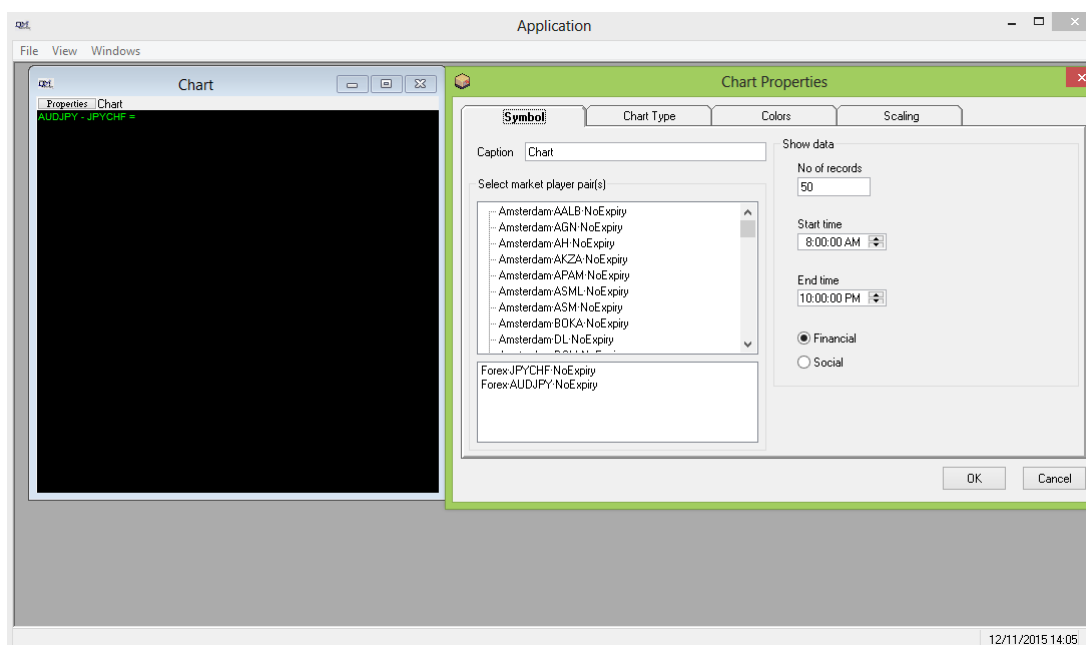 QM
Application
File View Windows
QM
Chart
Properties Chart
AUDJPY - JPYCHF =
Chart Properties
Symbol Chart Type Colors Scaling
Caption Chart
Select market player pair(s)
Amsterdam·AALB·NoExpiry
Amsterdam·AGN·NoExpiry
Amsterdam·AH·NoExpiry
Amsterdam·AKZA·NoExpiry
Amsterdam·APAM·NoExpiry
Amsterdam·ASML·NoExpiry
Amsterdam·ASM·NoExpiry
Amsterdam·BOKA·NoExpiry
Amsterdam·DL·NoExpiry
Forex·JPYCHF·NoExpiry
Forex·AUDJPY·NoExpiry
Show data
No of records
50
Start time
8:00:00 AM
End time
10:00:00 PM
Financial
Social
OK Cancel
12/11/2015 14:05